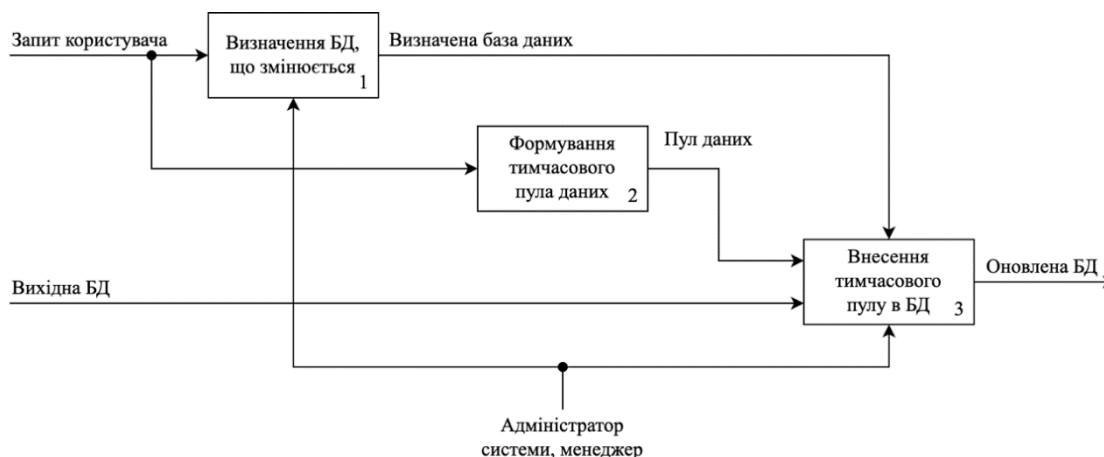 Запит користувача
Визначення БД,
що змінюється
1
Визначена база даних
Формування
тимчасового
пула даних
2
Пул даних
Вихідна БД
Внесення
тимчасового
пулу в БД
3
Оновлена БД
Адміністратор
системи, менеджер